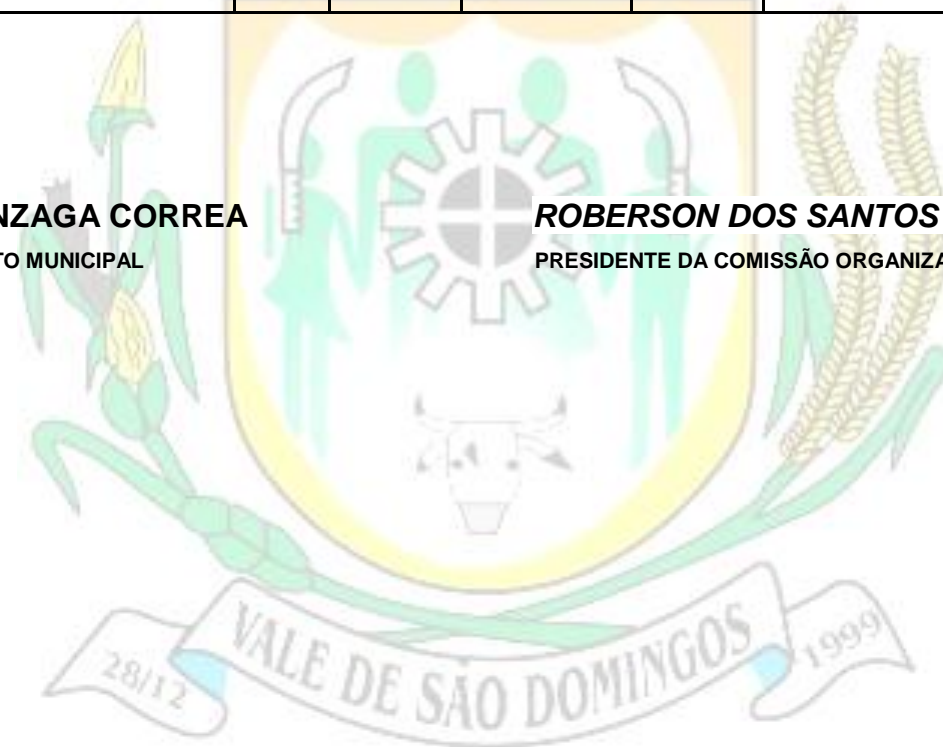 NZAGA CORREA ROBERSON DOS SANTOS
TO MUNICIPAL PRESIDENTE DA COMISSÃO ORGANIZA
28/12 VALE DE SÃO DOMINGOS 1999